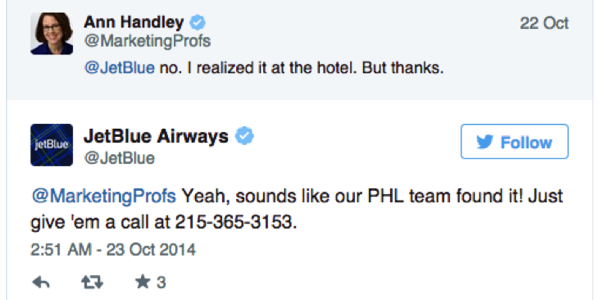 Ann Handley
22 Oct
@MarketingProfs
@JetBlue no. I realized it at the hotel. But thanks.
jetBlue
JetBlue Airways
Follow
@JetBlue
@MarketingProfs Yeah, sounds like our PHL team found it! Just
give 'em a call at 215-365-3153.
2:51 AM - 23 Oct 2014
3